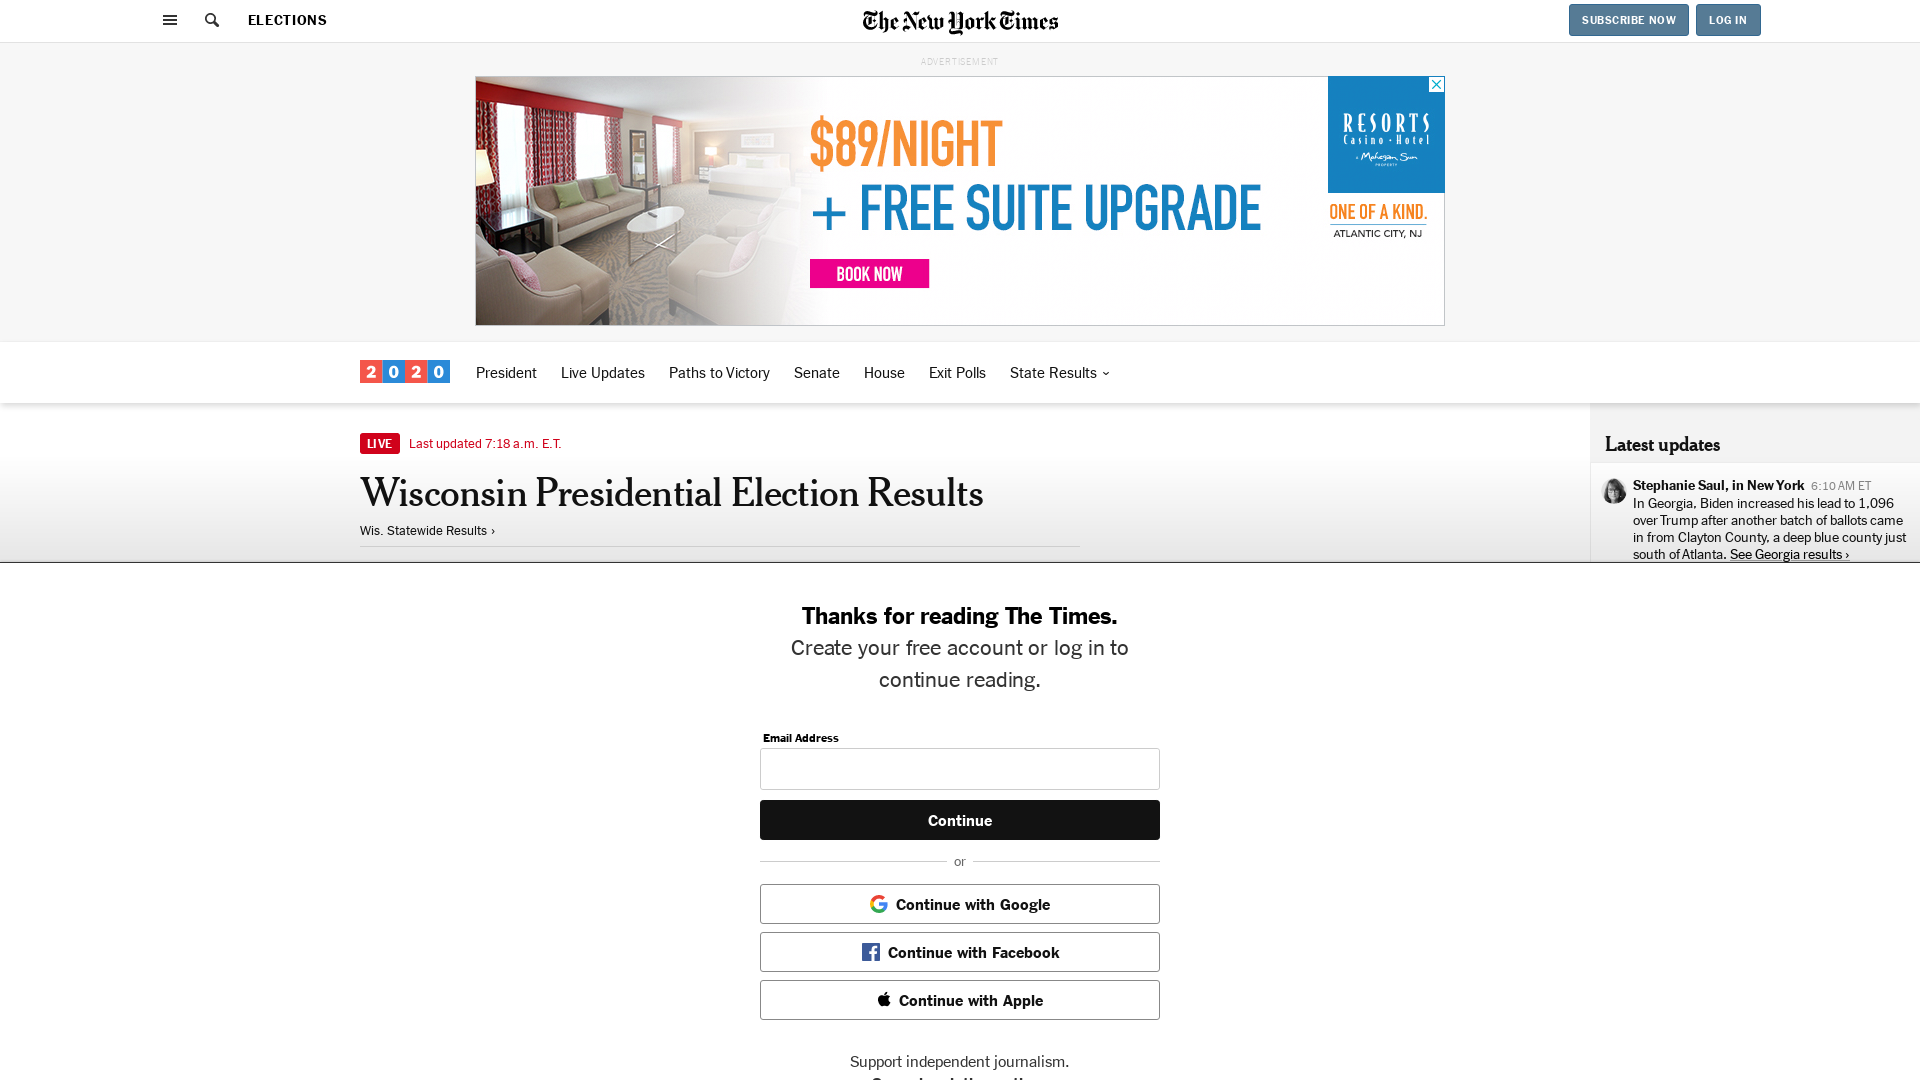 ELECTIONS
The New York Times
SUBSCRIBE NOW
LOG IN
ADVERTISEMENT
$89/NIGHT
+ FREE SUITE UPGRADE
BOOK NOW
RESORTS
Casino • Hotel
a Mohegan Sun
PROPERTY
ONE OF A KIND.
ATLANTIC CITY, NJ
2020
President
Live Updates
Paths to Victory
Senate
House
Exit Polls
State Results
LIVE Last updated 7:18 a.m. E.T.
Wisconsin Presidential Election Results
Wis. Statewide Results ›
Latest updates
Stephanie Saul, in New York 6:10 AM ET
In Georgia, Biden increased his lead to 1,096
over Trump after another batch of ballots came
in from Clayton County, a deep blue county just
south of Atlanta. See Georgia results ›
Thanks for reading The Times.
Create your free account or log in to
continue reading.
Email Address
Continue
or
Continue with Google
Continue with Facebook
Continue with Apple
Support independent journalism.